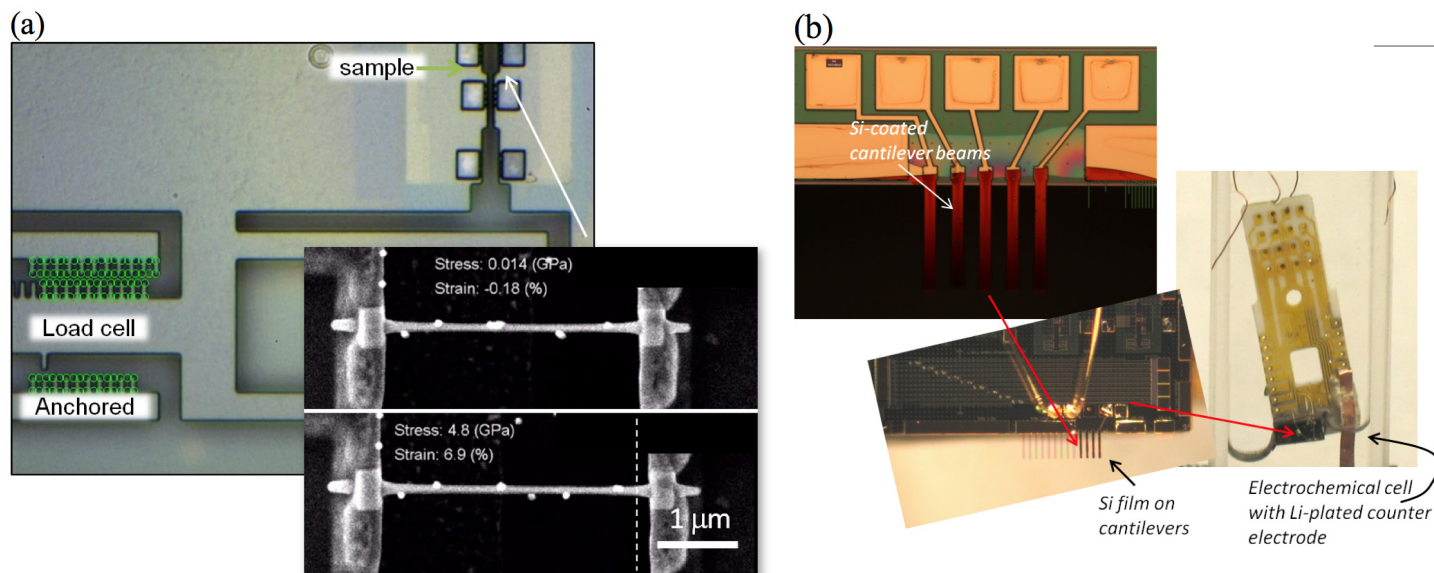 (a)
sample
Load cell
Anchored
Stress: 0.014 (GPa)
Strain: -0.18 (%)
Stress: 4.8 (GPa)
Strain: 6.9 (%)
1 μm
(b)
Si-coated
cantilever beams
Si film on
cantilevers
Electrochemical cell
with Li-plated counter
electrode